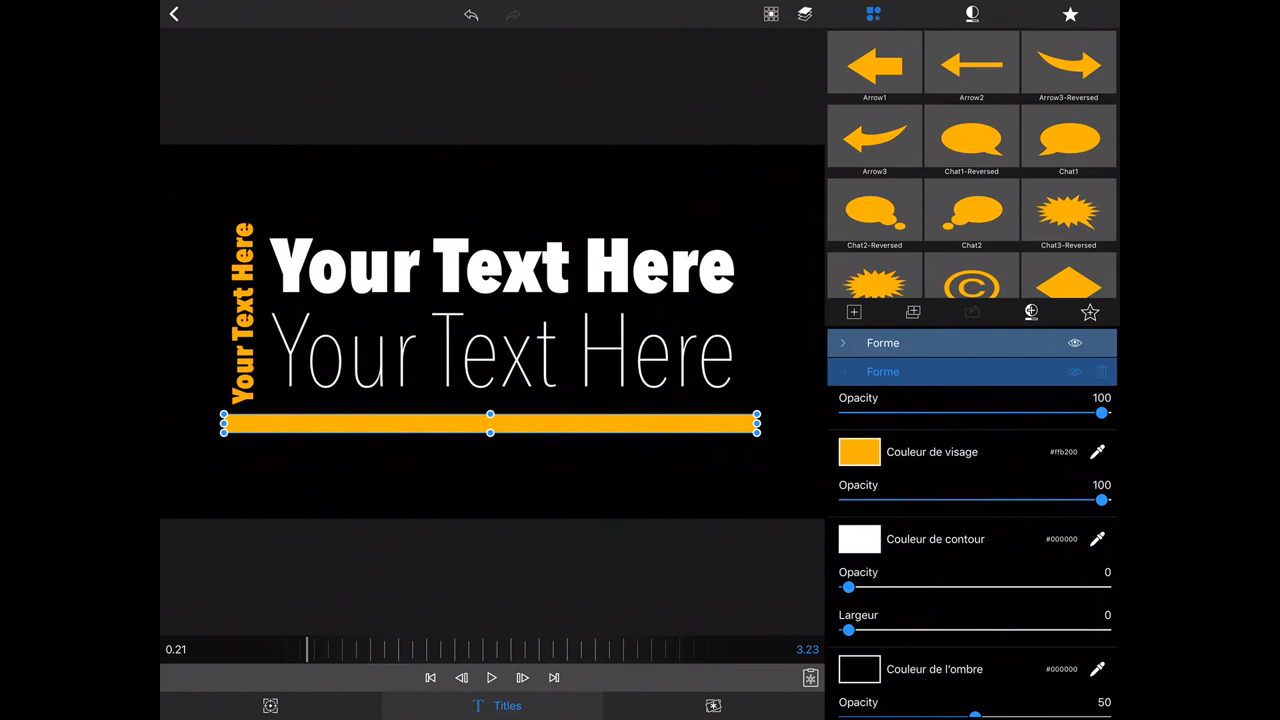 Arrow1
Arrow2
Arrow3-Reversed
Arrow3
Chat1-Reversed
Chat1
Chat2-Reversed
Chat2
Chat3-Reversed
©
Your Text Here
Your Text Here
Your Text Here
Forme
Forme
Opacity 100
Couleur de visage #ffb200
Opacity 100
Couleur de contour #000000
Opacity 0
Largeur 0
Couleur de l'ombre #000000
Opacity 50
0.21
3.23
T Titles